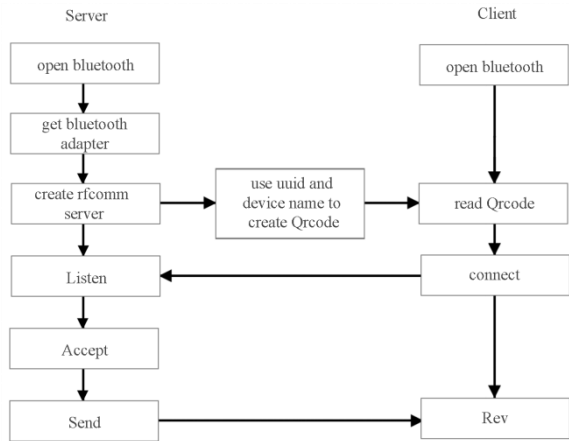 Server
Client
open bluetooth
open bluetooth
get bluetooth
adapter
create rfcomm
server
use uuid and
device name to
create Qrcode
read Qrcode
Listen
connect
Accept
Send
Rev